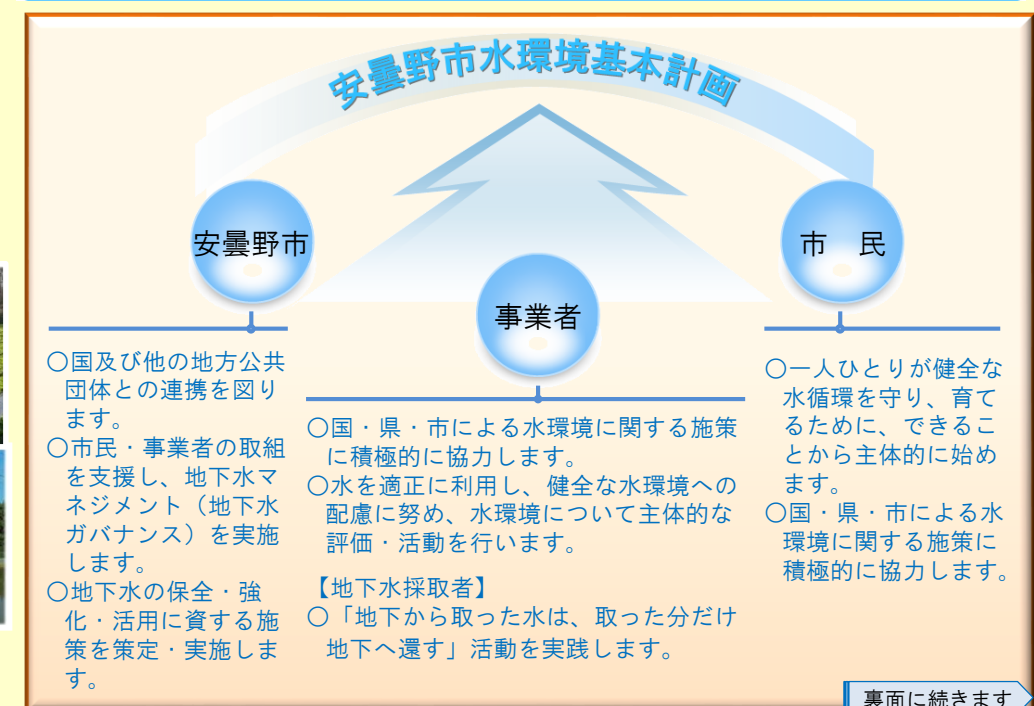 安曇野市水環境基本計画
安曇野市
○国及び他の地方公共
団体との連携を図り
ます。
○市民・事業者の取組
を支援し、地下水マ
ネジメント（地下水
ガバナンス）を実施
します。
○地下水の保全・強
化・活用に資する施
策を策定・実施しま
す。
事業者
○国・県・市による水環境に関する施策
に積極的に協力します。
○水を適正に利用し、健全な水環境への
配慮に努め、水環境について主体的な
評価・活動を行います。
【地下水採取者】
○「地下から取った水は、取った分だけ
地下へ還す」活動を実践します。
市　民
○一人ひとりが健全な
水循環を守り、育て
るために、できるこ
とから主体的に始め
ます。
○国・県・市による水
環境に関する施策に
積極的に協力します。
裏面に続きます